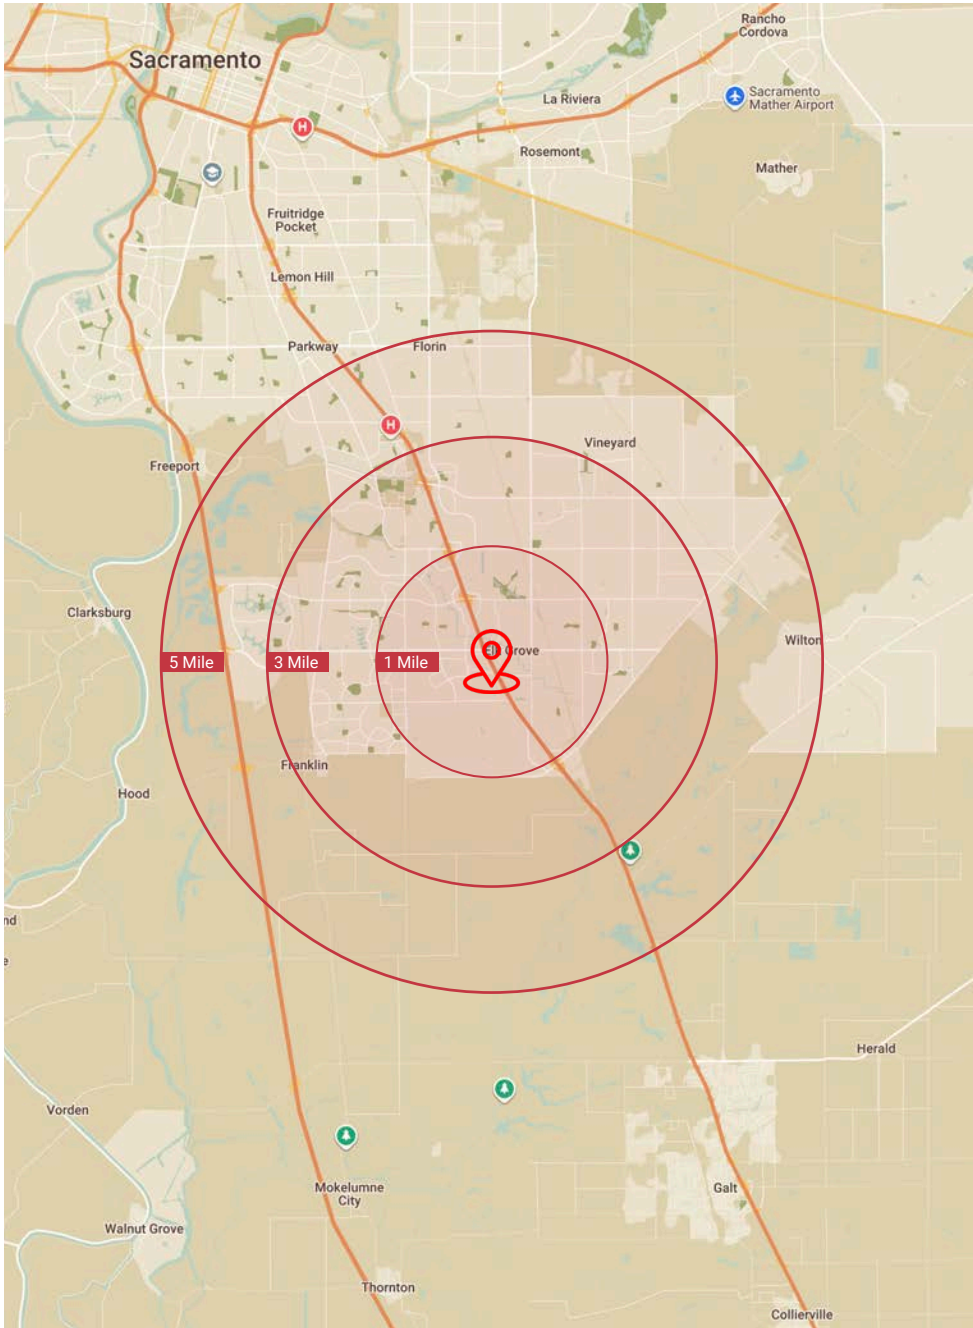 Rancho
Cordova
Sacramento
Sacramento
Mather Airport
La Riviera
Rosemont
Mather
Fruitridge
Pocket
Lemon Hill
Parkway
Florin
Vineyard
Freeport
Clarksburg
Wilton
Elk Grove
5 Mile
3 Mile
1 Mile
Franklin
Hood
nd
e
Herald
Vorden
Mokelumne
City
Galt
Walnut Grove
Thornton
Collierville
H
H